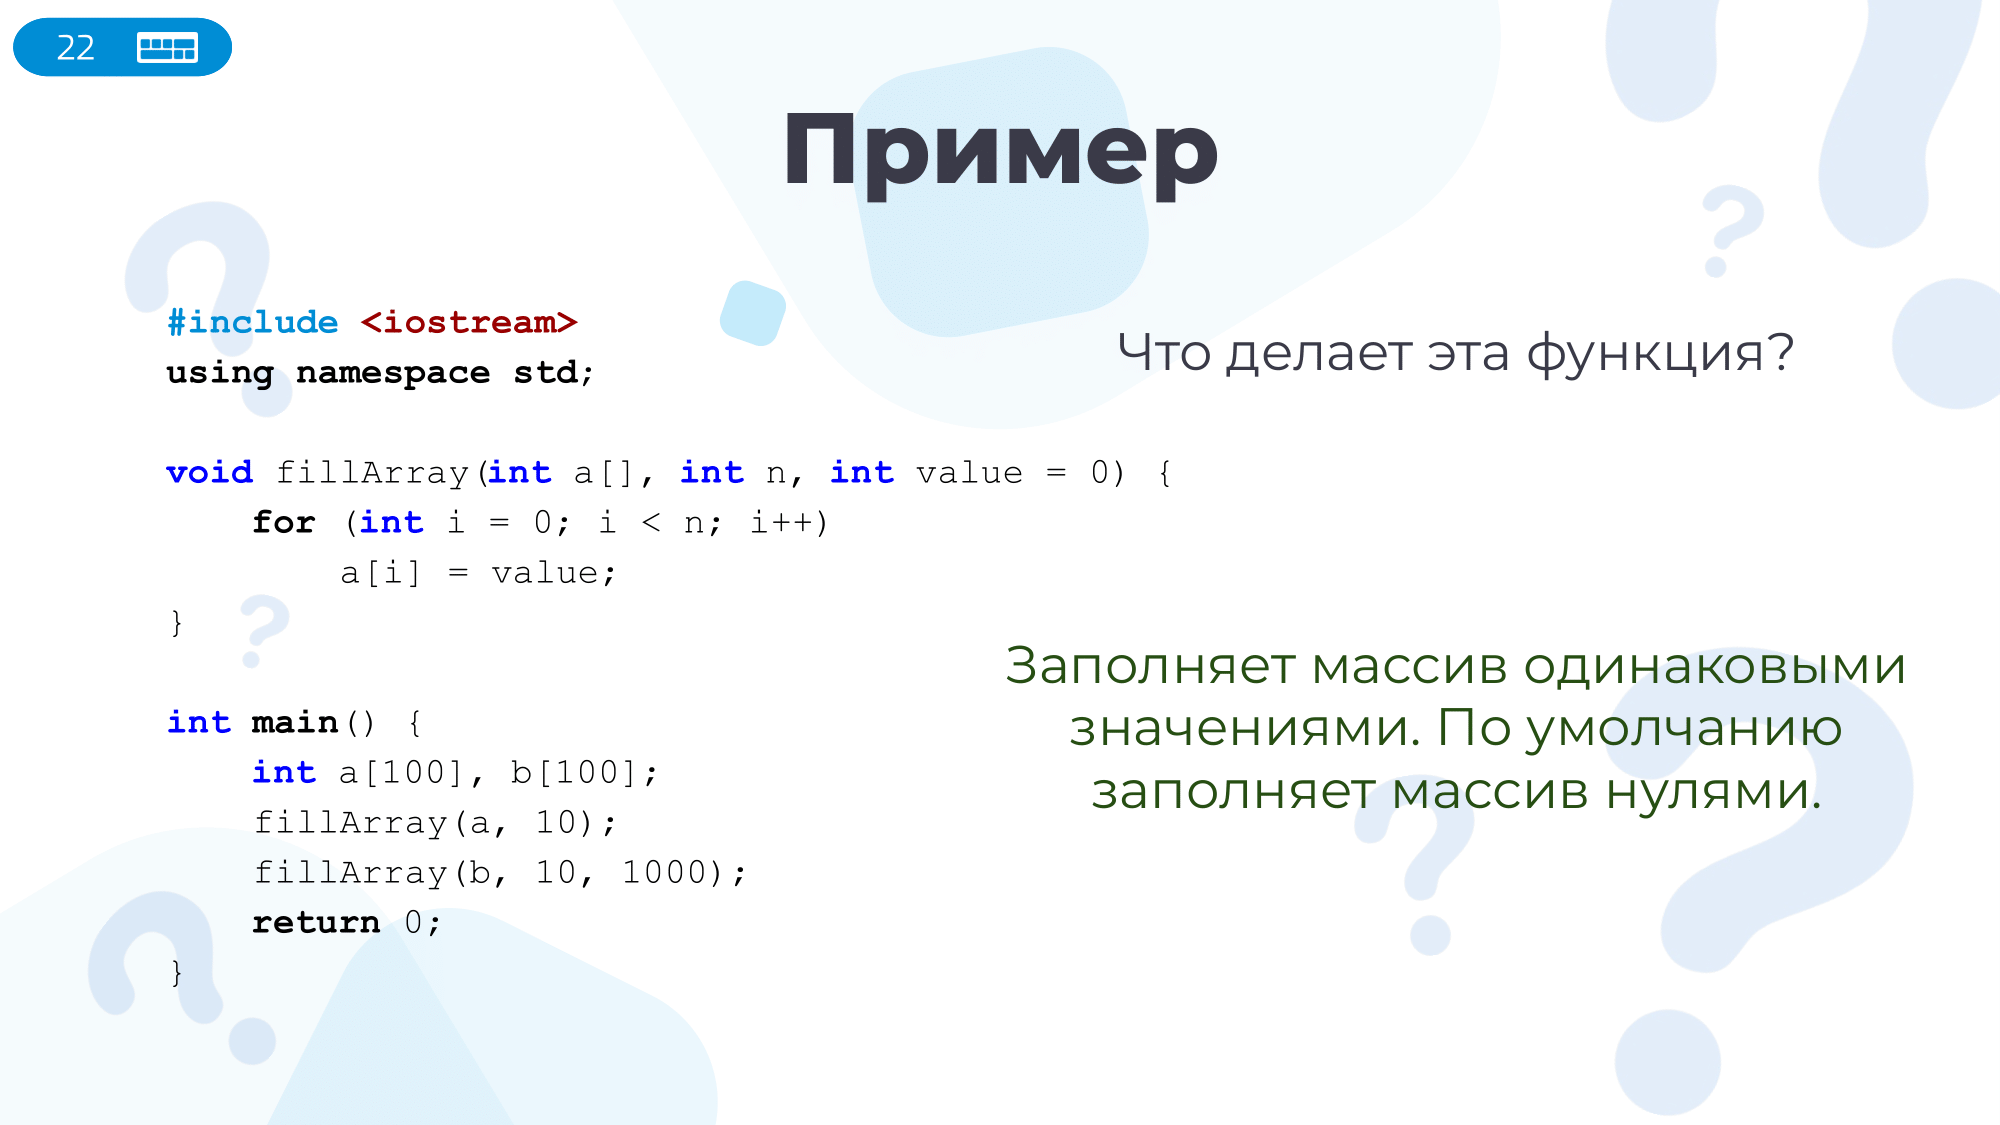 22
Пример
#include <iostream>
using namespace std;
Что делает эта функция?
void fillArray(int a[], int n, int value = 0) {
    for (int i = 0; i < n; i++)
        a[i] = value;
}
int main() {
    int a[100], b[100];
    fillArray(a, 10);
    fillArray(b, 10, 1000);
    return 0;
}
Заполняет массив одинаковыми
значениями. По умолчанию
заполняет массив нулями.